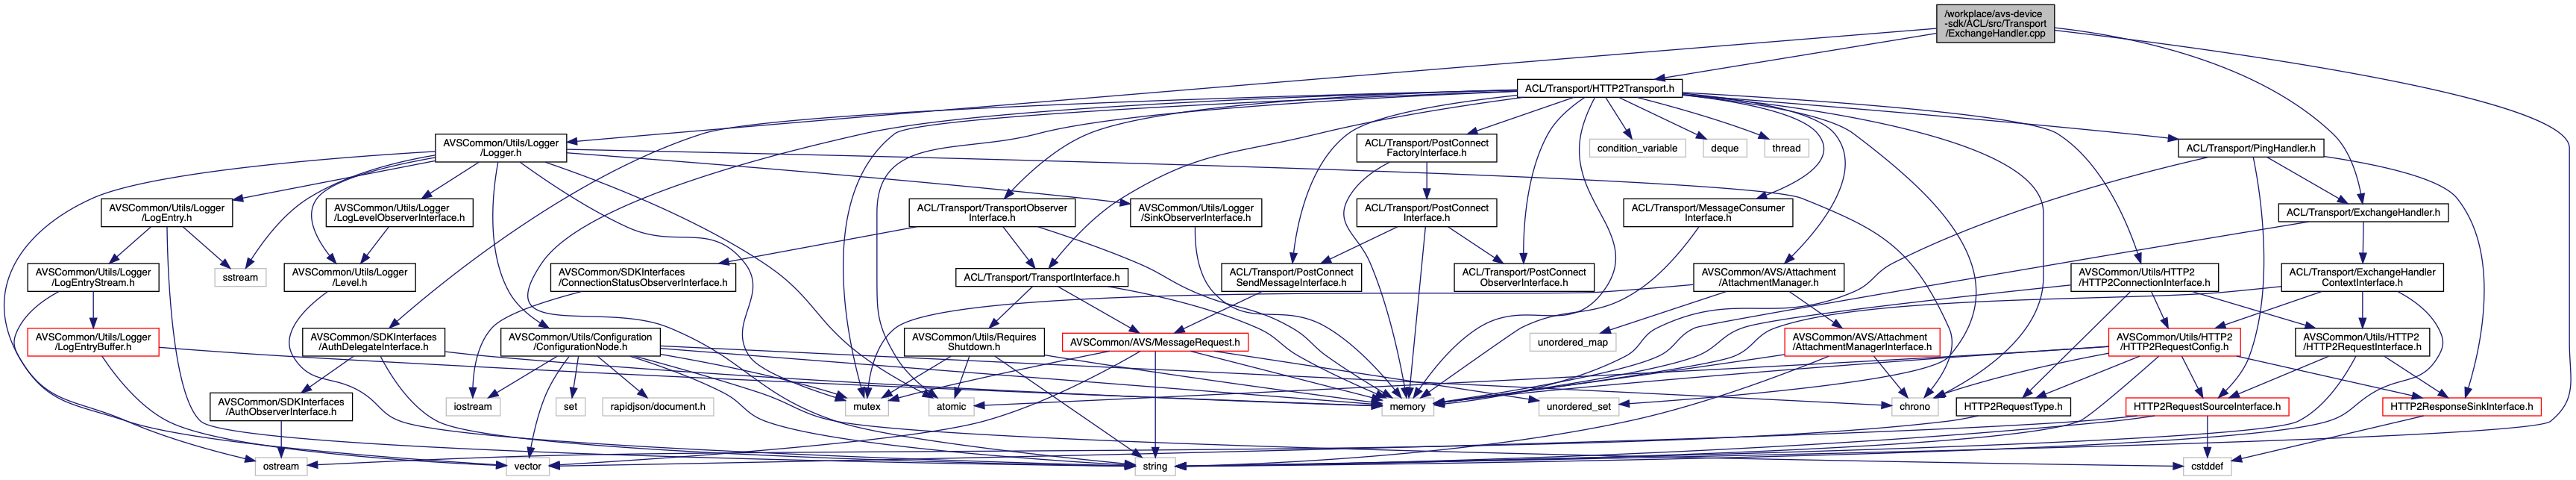 /workplace/avs-device
-sdk/ACL/src/Transport
/ExchangeHandler.cpp
ACL/Transport/HTTP2Transport.h
AVSCommon/Utils/Logger
/Logger.h
ACL/Transport/PostConnect
FactoryInterface.h
condition_variable
deque
thread
ACL/Transport/PingHandler.h
AVSCommon/Utils/Logger
/LogEntry.h
AVSCommon/Utils/Logger
/LogLevelObserverInterface.h
ACL/Transport/TransportObserver
Interface.h
AVSCommon/Utils/Logger
/SinkObserverInterface.h
ACL/Transport/PostConnect
Interface.h
ACL/Transport/MessageConsumer
Interface.h
ACL/Transport/ExchangeHandler.h
AVSCommon/Utils/Logger
/LogEntryStream.h
sstream
AVSCommon/Utils/Logger
/Level.h
AVSCommon/SDKInterfaces
/ConnectionStatusObserverInterface.h
ACL/Transport/TransportInterface.h
ACL/Transport/PostConnect
SendMessageInterface.h
ACL/Transport/PostConnect
ObserverInterface.h
AVSCommon/AVS/Attachment
/AttachmentManager.h
AVSCommon/Utils/HTTP2
/HTTP2ConnectionInterface.h
ACL/Transport/ExchangeHandler
ContextInterface.h
AVSCommon/Utils/Logger
/LogEntryBuffer.h
AVSCommon/SDKInterfaces
/AuthDelegateInterface.h
AVSCommon/Utils/Configuration
/ConfigurationNode.h
AVSCommon/Utils/Requires
Shutdown.h
AVSCommon/AVS/MessageRequest.h
unordered_map
AVSCommon/AVS/Attachment
/AttachmentManagerInterface.h
AVSCommon/Utils/HTTP2
/HTTP2RequestConfig.h
AVSCommon/Utils/HTTP2
/HTTP2RequestInterface.h
AVSCommon/SDKInterfaces
/AuthObserverInterface.h
iostream
set
rapidjson/document.h
mutex
atomic
memory
unordered_set
chrono
HTTP2RequestType.h
HTTP2RequestSourceInterface.h
HTTP2ResponseSinkInterface.h
ostream
vector
string
cstddef